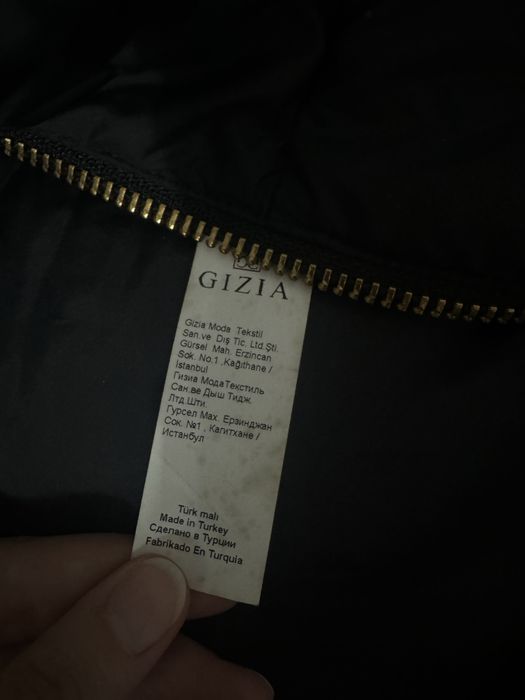 GIZIA
Gizia Moda Tekstil
San.ve Dış Tic. Ltd.Şti.
Gürsel Mah. Erzincan
Sok. No.1 ,Kağıthane /
İstanbul
Гизиа МодаТекстиль
Сан.ве Дыш Тидж.
Лтд.Шти.
Гурсел Мах. Ерзинджан
Сок. №1 , Кагитхане /
Истанбул
Türk malı
Made in Turkey
Сделано в Турции
Fabrikado En Turquia